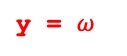 y = ω